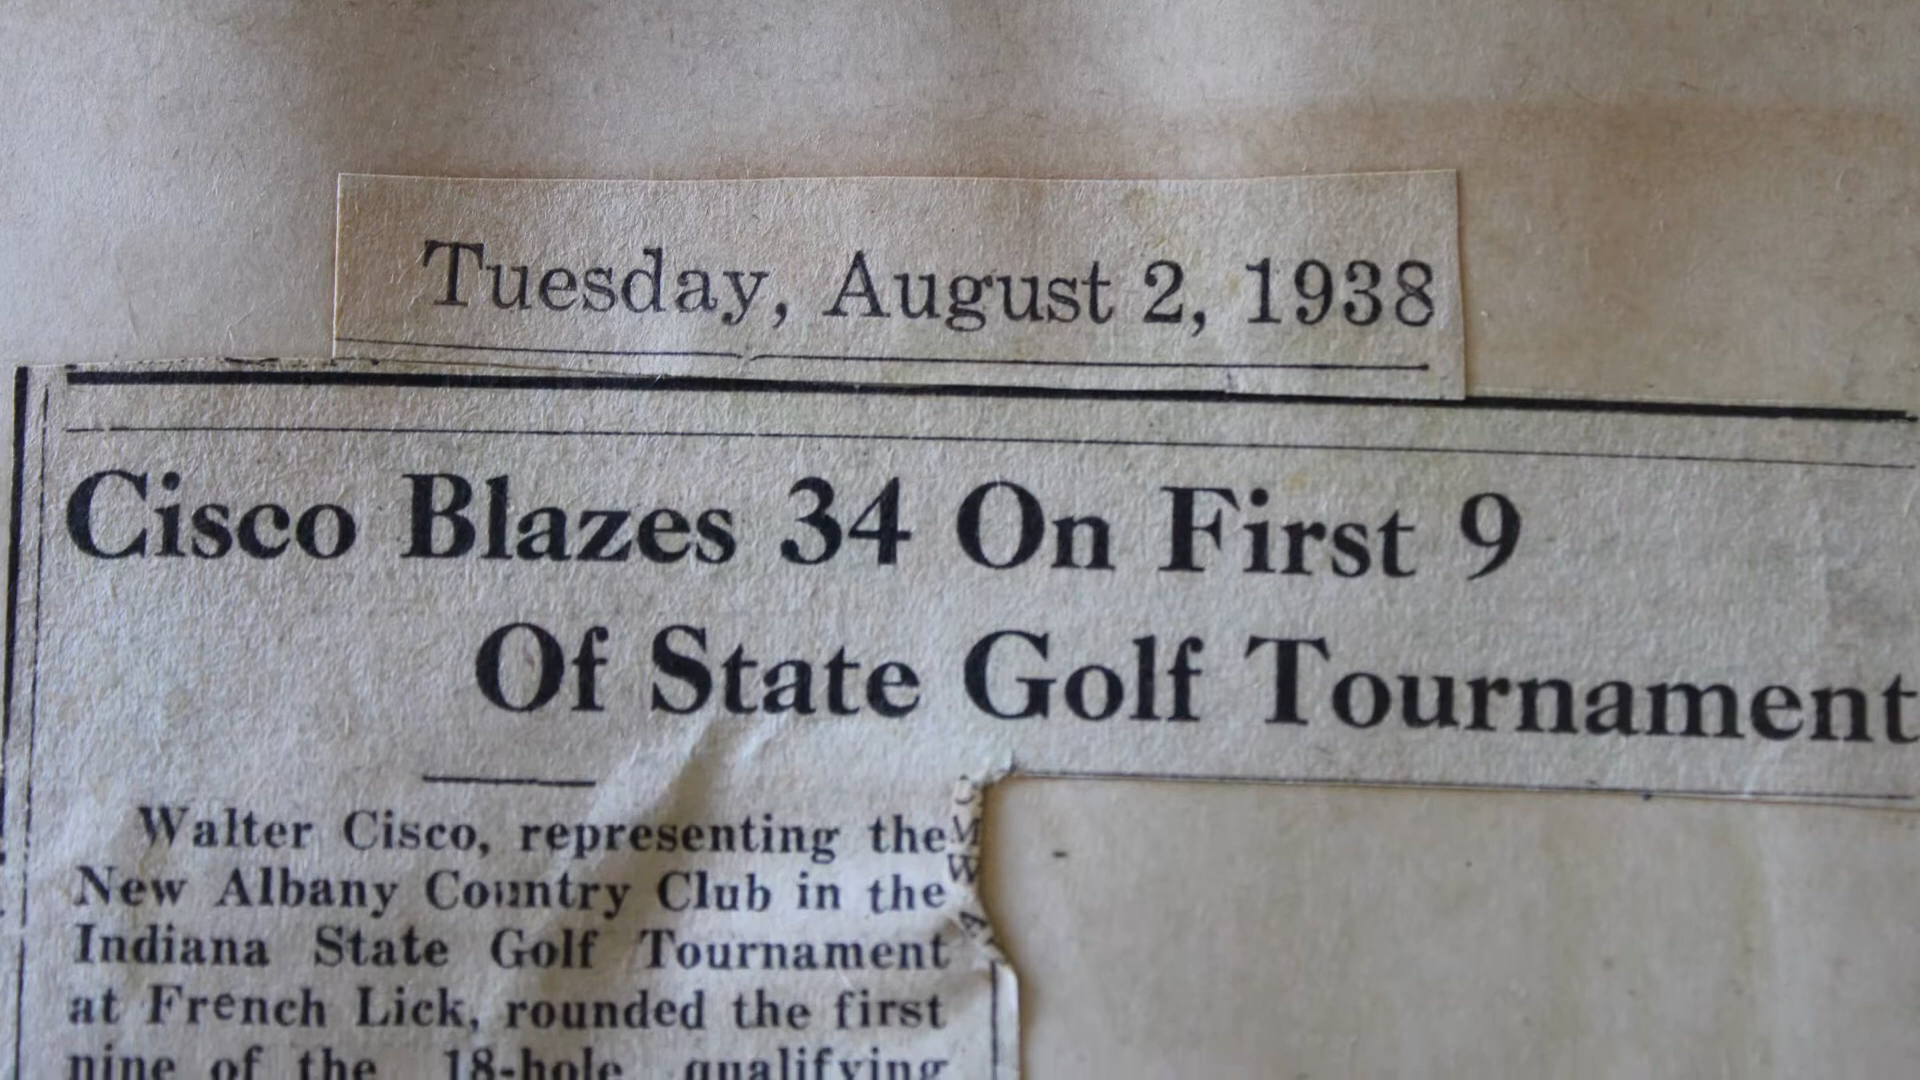 Tuesday, August 2, 1938
Cisco Blazes 34 On First 9
Of State Golf Tournament
Walter Cisco, representing the
New Albany Country Club in the
Indiana State Golf Tournament
at French Lick, rounded the first
nine of the 18-hole qualifying